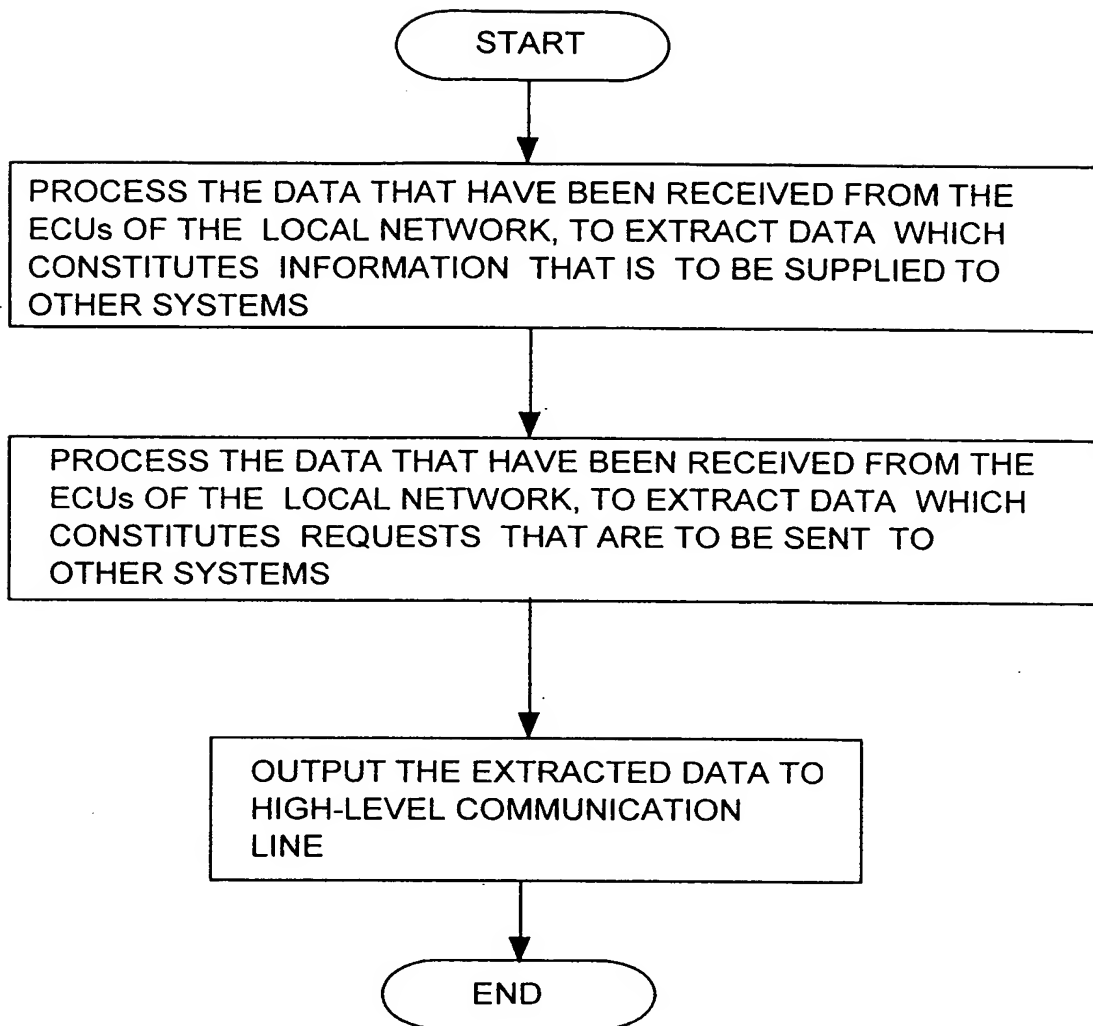 START
PROCESS THE DATA THAT HAVE BEEN RECEIVED FROM THE
ECUs OF THE LOCAL NETWORK, TO EXTRACT DATA WHICH
CONSTITUTES INFORMATION THAT IS TO BE SUPPLIED TO
OTHER SYSTEMS
PROCESS THE DATA THAT HAVE BEEN RECEIVED FROM THE
ECUs OF THE LOCAL NETWORK, TO EXTRACT DATA WHICH
CONSTITUTES REQUESTS THAT ARE TO BE SENT TO
OTHER SYSTEMS
OUTPUT THE EXTRACTED DATA TO
HIGH-LEVEL COMMUNICATION
LINE
END